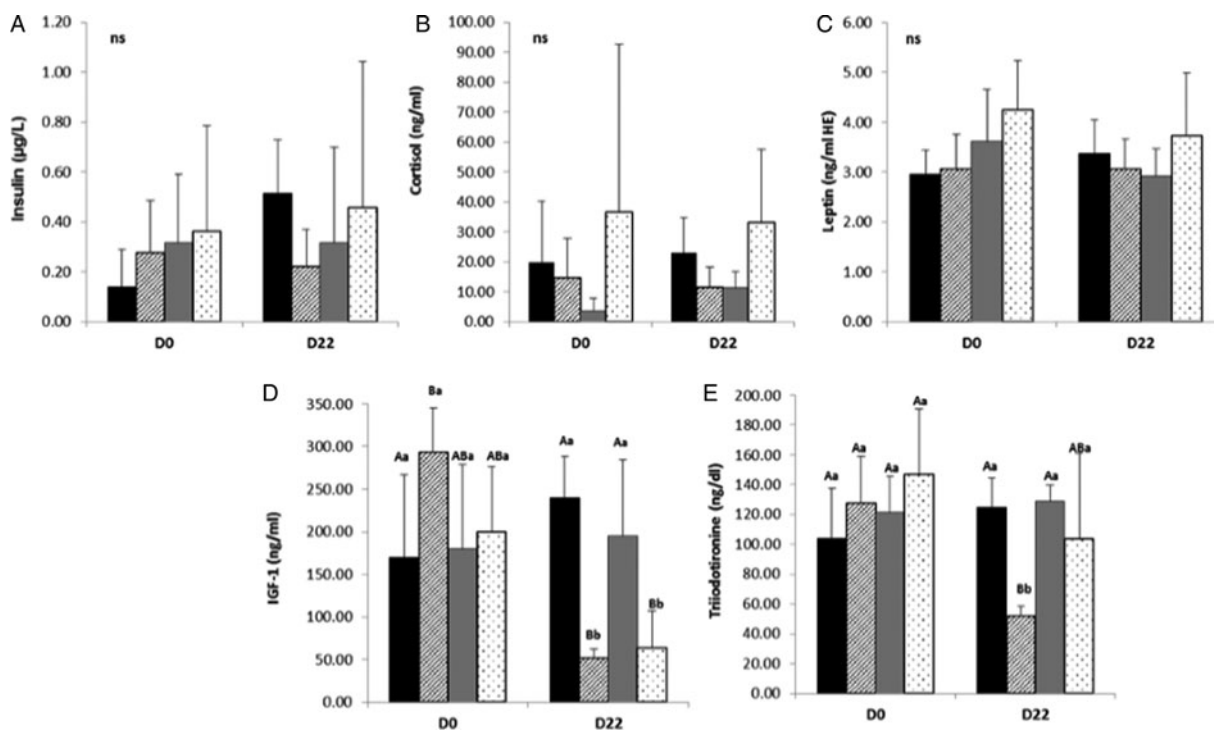 A
ns
Insulin (µg/L)
1.20
1.00
0.80
0.60
0.40
0.20
0.00
D0 D22
B
ns
Cortisol (ng/ml)
100.00
90.00
80.00
70.00
60.00
50.00
40.00
30.00
20.00
10.00
0.00
D0 D22
C
ns
Leptin (ng/ml HE)
6.00
5.00
4.00
3.00
2.00
1.00
0.00
D0 D22
D
IGF-1 (ng/ml)
350.00
300.00
250.00
200.00
150.00
100.00
50.00
0.00
Aa Ba ABa ABa Aa Bb Aa Bb
D0 D22
E
Triiodotironine (ng/dl)
200.00
180.00
160.00
140.00
120.00
100.00
80.00
60.00
40.00
20.00
0.00
Aa Aa Aa Aa Aa Bb Aa ABa
D0 D22